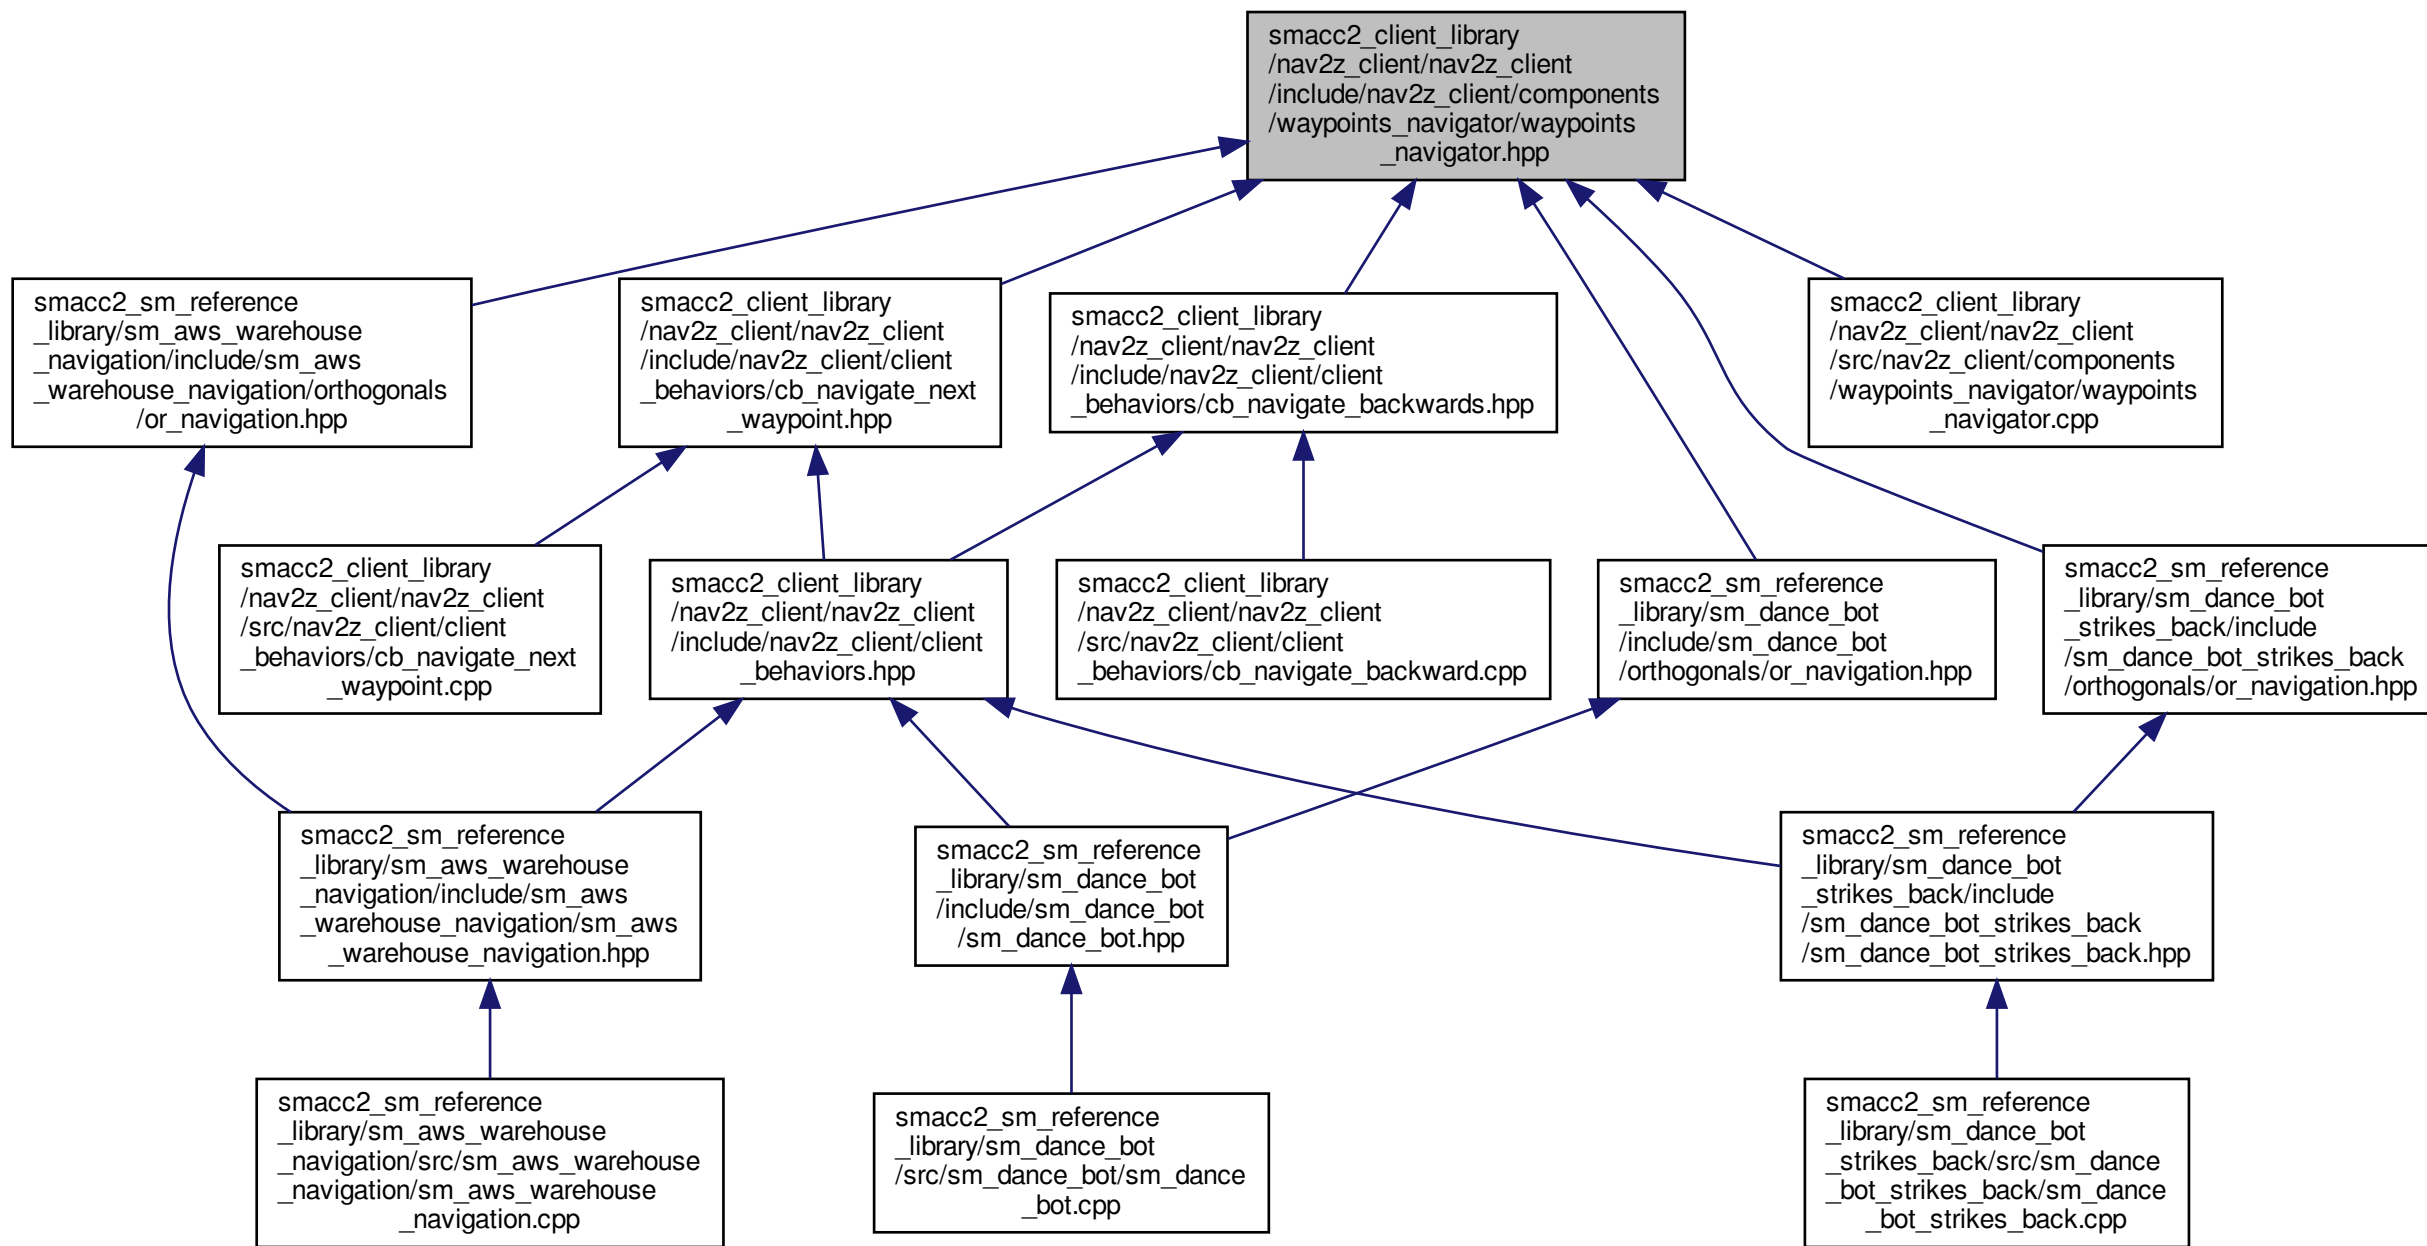 smacc2_client_library
/nav2z_client/nav2z_client
/include/nav2z_client/components
/waypoints_navigator/waypoints
_navigator.hpp
smacc2_sm_reference
_library/sm_aws_warehouse
_navigation/include/sm_aws
_warehouse_navigation/orthogonals
/or_navigation.hpp
smacc2_client_library
/nav2z_client/nav2z_client
/include/nav2z_client/client
_behaviors/cb_navigate_next
_waypoint.hpp
smacc2_client_library
/nav2z_client/nav2z_client
/include/nav2z_client/client
_behaviors/cb_navigate_backwards.hpp
smacc2_client_library
/nav2z_client/nav2z_client
/src/nav2z_client/components
/waypoints_navigator/waypoints
_navigator.cpp
smacc2_client_library
/nav2z_client/nav2z_client
/src/nav2z_client/client
_behaviors/cb_navigate_next
_waypoint.cpp
smacc2_client_library
/nav2z_client/nav2z_client
/include/nav2z_client/client
_behaviors.hpp
smacc2_client_library
/nav2z_client/nav2z_client
/src/nav2z_client/client
_behaviors/cb_navigate_backward.cpp
smacc2_sm_reference
_library/sm_dance_bot
/include/sm_dance_bot
/orthogonals/or_navigation.hpp
smacc2_sm_reference
_library/sm_dance_bot
_strikes_back/include
/sm_dance_bot_strikes_back
/orthogonals/or_navigation.hpp
smacc2_sm_reference
_library/sm_aws_warehouse
_navigation/include/sm_aws
_warehouse_navigation/sm_aws
_warehouse_navigation.hpp
smacc2_sm_reference
_library/sm_dance_bot
/include/sm_dance_bot
/sm_dance_bot.hpp
smacc2_sm_reference
_library/sm_dance_bot
_strikes_back/include
/sm_dance_bot_strikes_back
/sm_dance_bot_strikes_back.hpp
smacc2_sm_reference
_library/sm_aws_warehouse
_navigation/src/sm_aws_warehouse
_navigation/sm_aws_warehouse
_navigation.cpp
smacc2_sm_reference
_library/sm_dance_bot
/src/sm_dance_bot/sm_dance
_bot.cpp
smacc2_sm_reference
_library/sm_dance_bot
_strikes_back/src/sm_dance
_bot_strikes_back/sm_dance
_bot_strikes_back.cpp